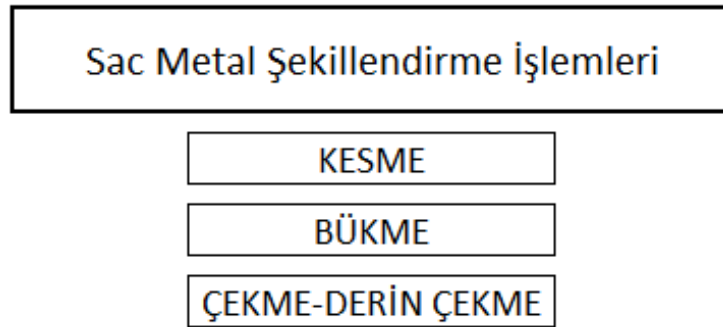 Sac Metal Şekillendirme İşlemleri
KESME
BÜKME
ÇEKME-DERİN ÇEKME